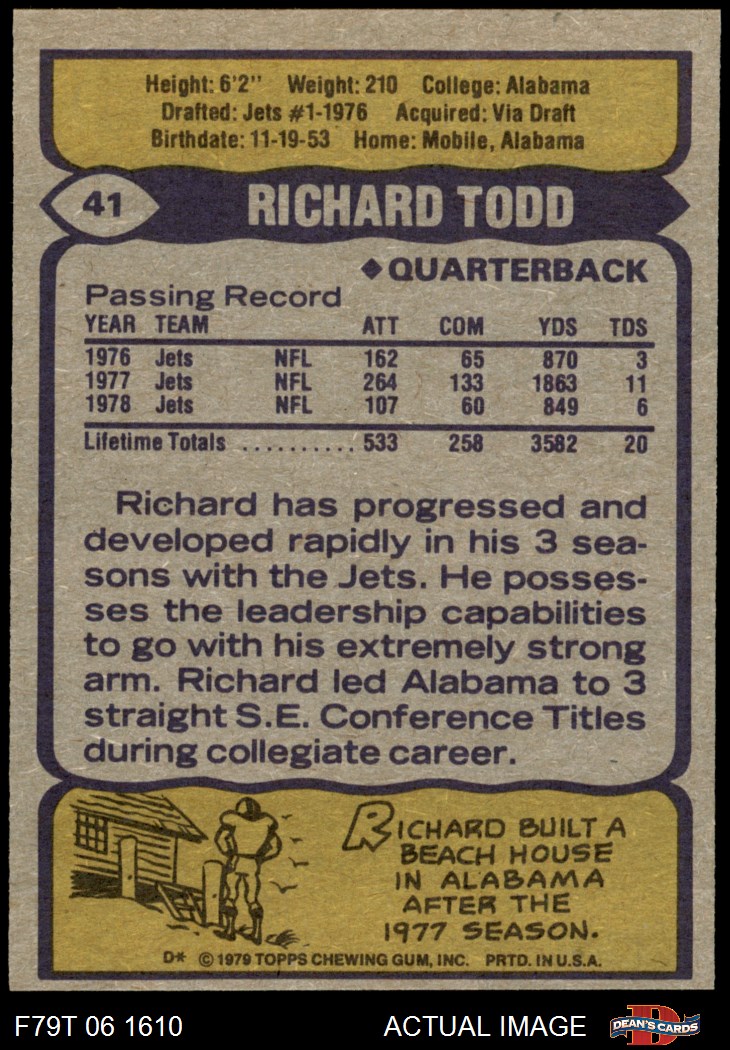 Height: 6'2" Weight: 210 College: Alabama
Drafted: Jets #1-1976 Acquired: Via Draft
Birthdate: 11-19-53 Home: Mobile, Alabama
41 RICHARD TODD
◆QUARTERBACK
Passing Record
YEAR TEAM ATT COM YDS TDS
1976 Jets NFL 162 65 870 3
1977 Jets NFL 264 133 1863 11
1978 Jets NFL 107 60 849 6
Lifetime Totals .......... 533 258 3582 20
Richard has progressed and
developed rapidly in his 3 sea-
sons with the Jets. He posses-
ses the leadership capabilities
to go with his extremely strong
arm. Richard led Alabama to 3
straight S.E. Conference Titles
during collegiate career.
RICHARD BUILT A
BEACH HOUSE
IN ALABAMA
AFTER THE
1977 SEASON.
D* © 1979 TOPPS CHEWING GUM, INC. PRTD. IN U.S.A.
F79T 06 1610 ACTUAL IMAGE D DEAN'S CARDS